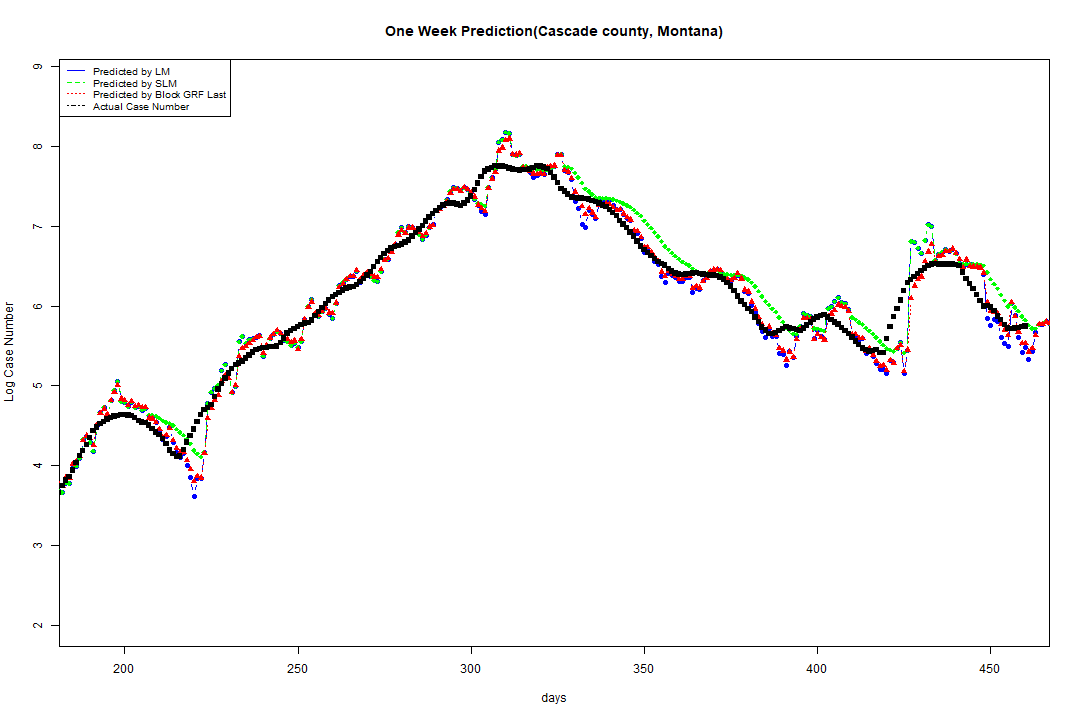 One Week Prediction(Cascade county, Montana)
Predicted by LM
Predicted by SLM
Predicted by Block GRF Last
Actual Case Number
Log Case Number
9
8
7
6
5
4
3
2
200 250 300 350 400 450
days